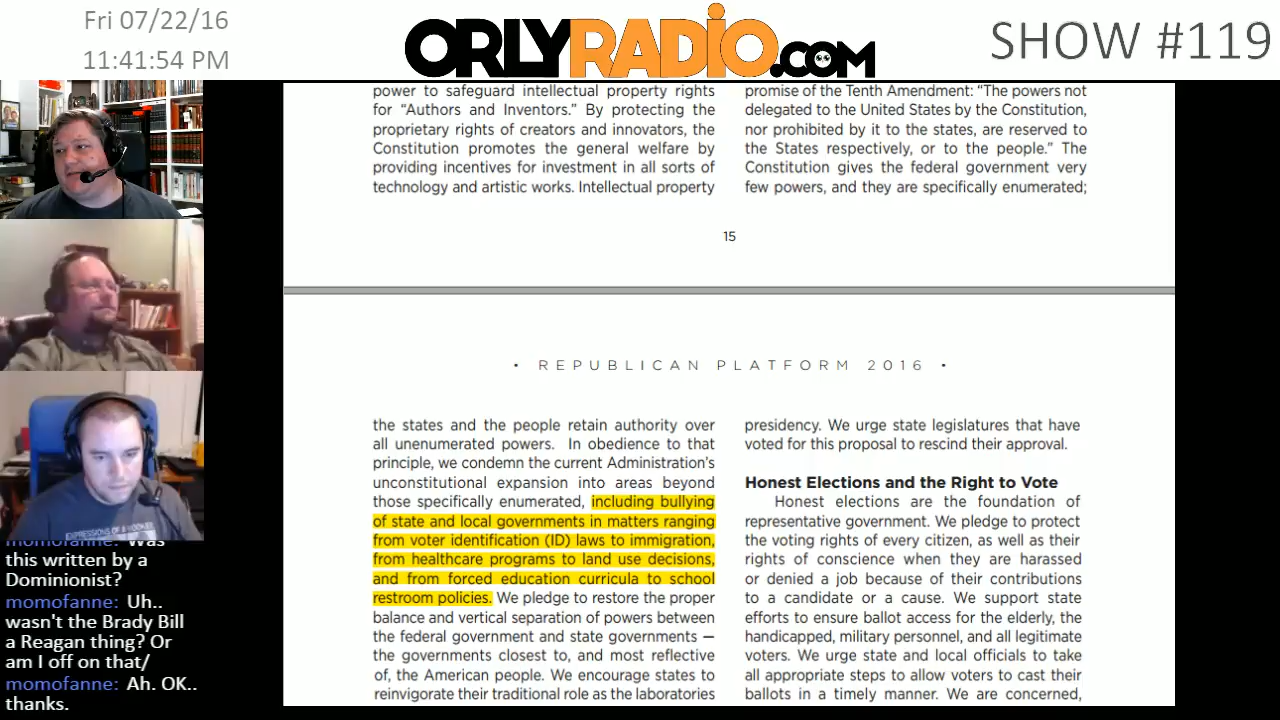 Fri 07/22/16
11:41:54 PM
ORLYRADIO.COM
SHOW #119
power to safeguard intellectual property rights
for “Authors and Inventors.” By protecting the
proprietary rights of creators and innovators, the
Constitution promotes the general welfare by
providing incentives for investment in all sorts of
technology and artistic works. Intellectual property
promise of the Tenth Amendment: “The powers not
delegated to the United States by the Constitution,
nor prohibited by it to the states, are reserved to
the States respectively, or to the people.” The
Constitution gives the federal government very
few powers, and they are specifically enumerated;
15
• REPUBLICAN PLATFORM 2016 •
the states and the people retain authority over
all unenumerated powers. In obedience to that
principle, we condemn the current Administration’s
unconstitutional expansion into areas beyond
those specifically enumerated, including bullying
of state and local governments in matters ranging
from voter identification (ID) laws to immigration,
from healthcare programs to land use decisions,
and from forced education curricula to school
restroom policies. We pledge to restore the proper
balance and vertical separation of powers between
the federal government and state governments —
the governments closest to, and most reflective
of, the American people. We encourage states to
reinvigorate their traditional role as the laboratories
presidency. We urge state legislatures that have
voted for this proposal to rescind their approval.
Honest Elections and the Right to Vote
Honest elections are the foundation of
representative government. We pledge to protect
the voting rights of every citizen, as well as their
rights of conscience when they are harassed
or denied a job because of their contributions
to a candidate or a cause. We support state
efforts to ensure ballot access for the elderly, the
handicapped, military personnel, and all legitimate
voters. We urge state and local officials to take
all appropriate steps to allow voters to cast their
ballots in a timely manner. We are concerned,
momofanne: Was
this written by a
Dominionist?
momofanne: Uh..
wasn't the Brady Bill
a Reagan thing? Or
am I off on that/
momofanne: Ah. OK..
thanks.